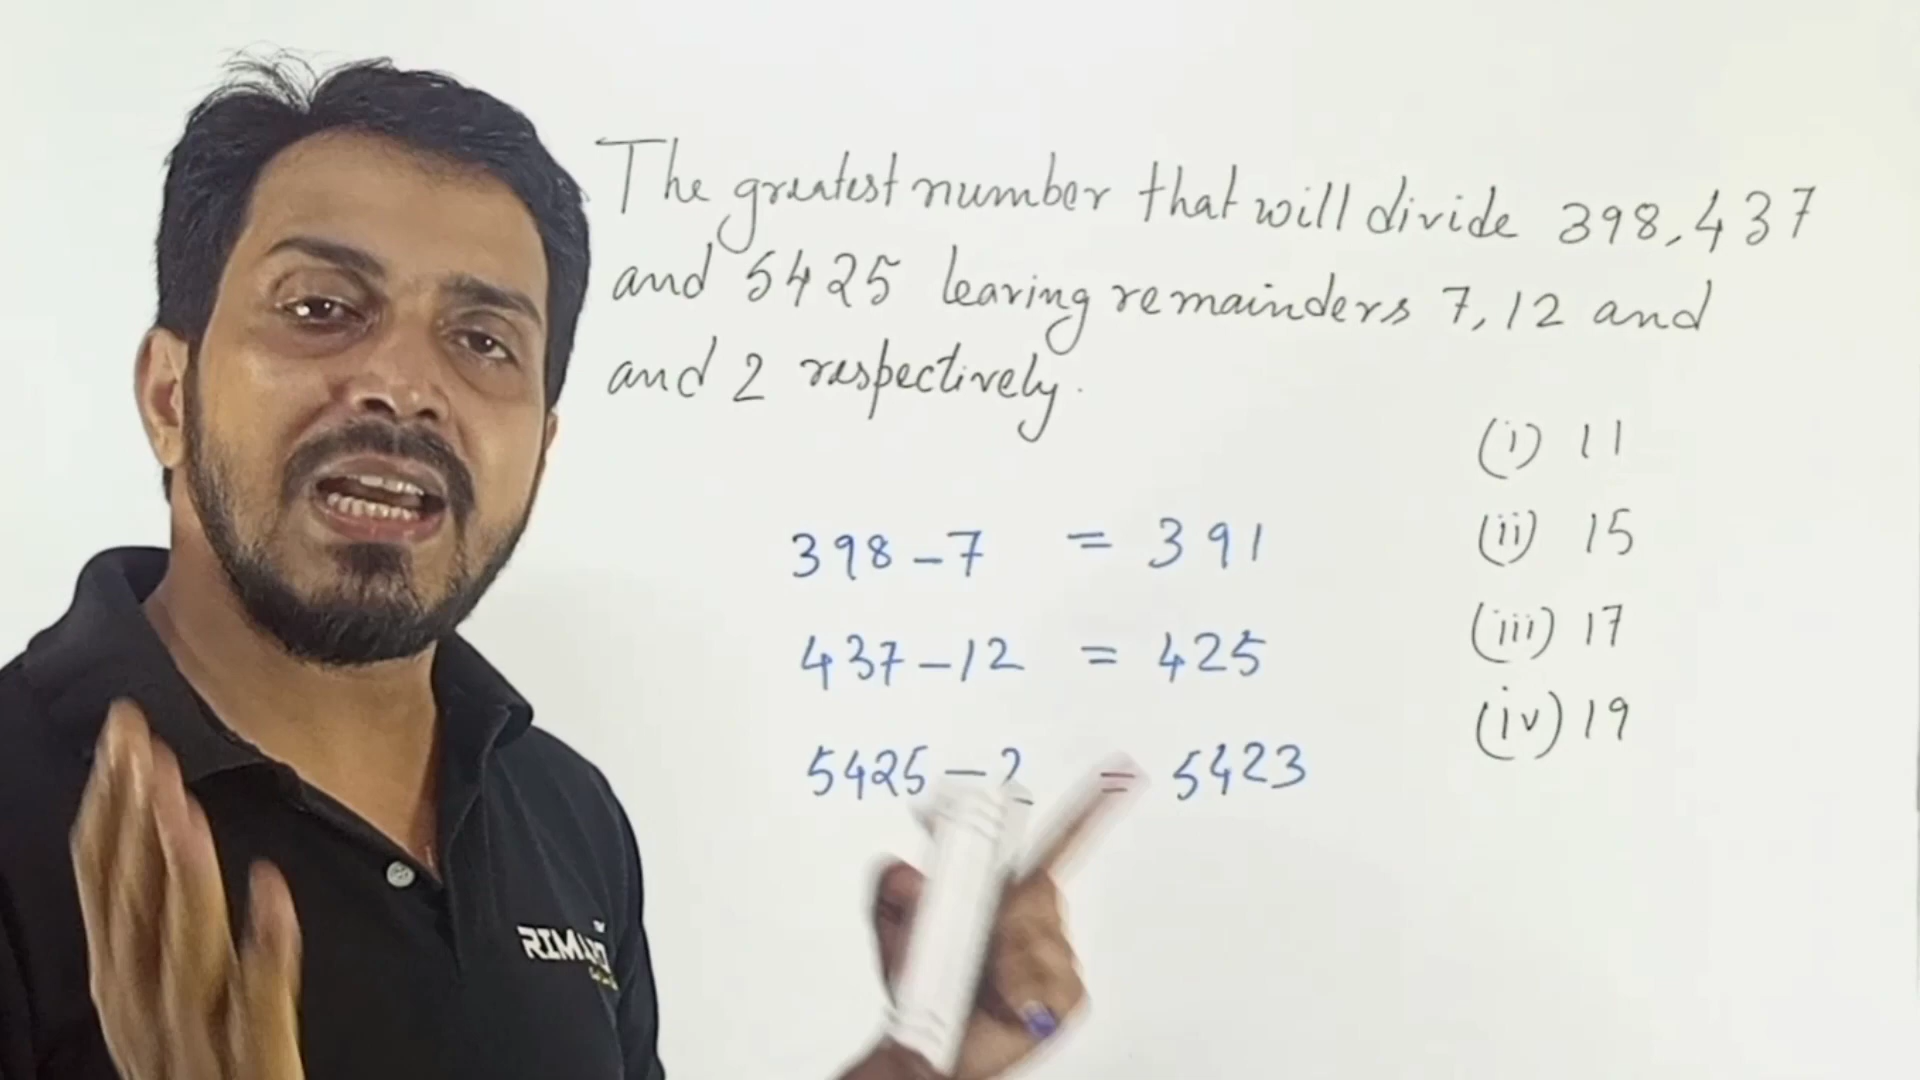 The greatest number that will divide 398, 437
and 5425 leaving remainders 7, 12 and
and 2 respectively.
398 - 7 = 391
437 - 12 = 425
5425 - 2 = 5423
(i) 11
(ii) 15
(iii) 17
(iv) 19